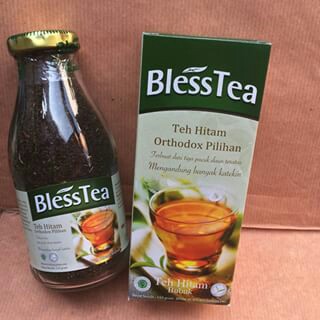 BlessTea
Teh Hitam
Orthodox Pilihan
BlessTea
Teh Hitam
Orthodox Pilihan
Terbuat dari tiga pucuk daun teratas
Mengandung banyak katekin
Teh Hitam
Bubuk